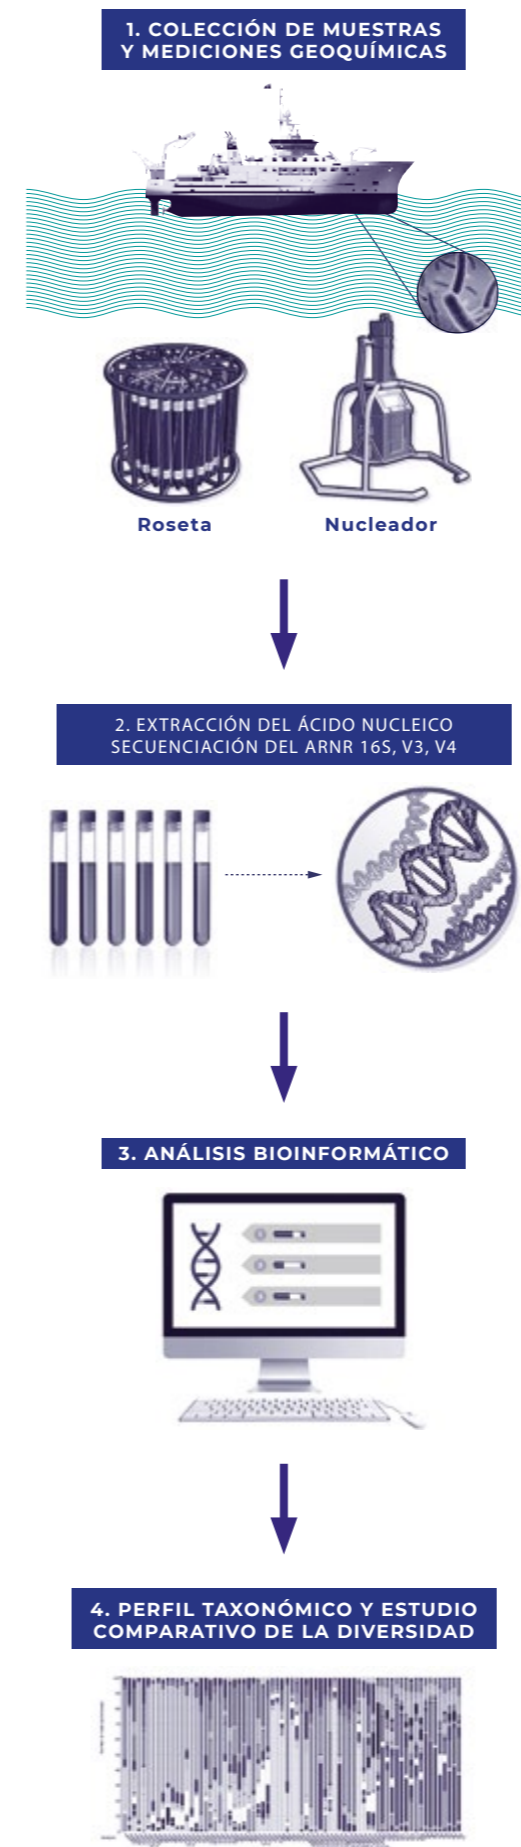 1. COLECCIÓN DE MUESTRAS
Y MEDICIONES GEOQUÍMICAS
Roseta
Nucleador
2. EXTRACCIÓN DEL ÁCIDO NUCLEICO
SECUENCIACIÓN DEL ARNR 16S, V3, V4
3. ANÁLISIS BIOINFORMÁTICO
4. PERFIL TAXONÓMICO Y ESTUDIO
COMPARATIVO DE LA DIVERSIDAD